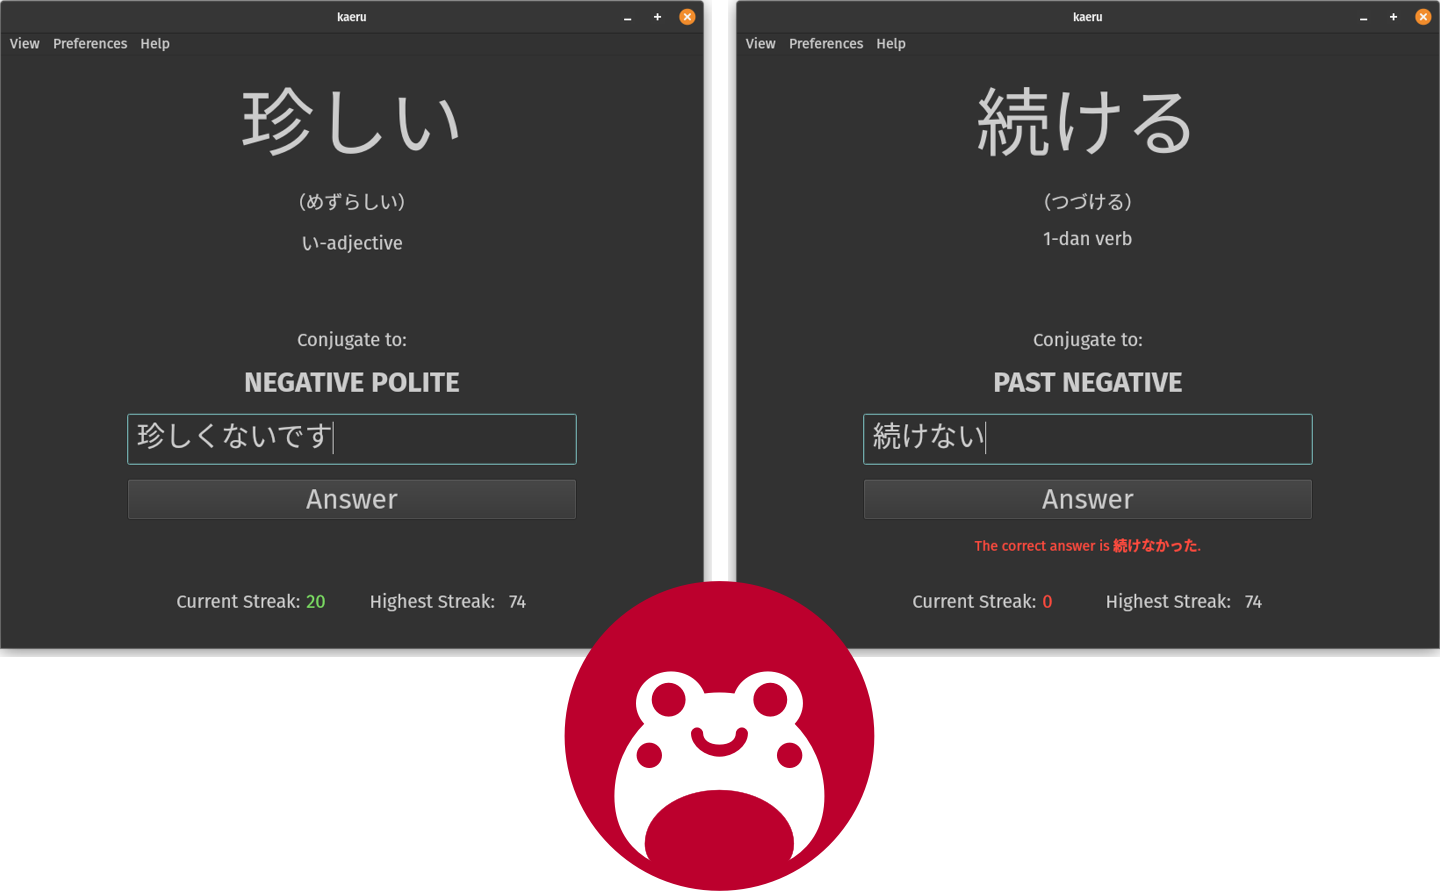 kaeru
View Preferences Help
珍しい
（めずらしい）
い-adjective
Conjugate to:
NEGATIVE POLITE
珍しくないです
Answer
Current Streak: 20 Highest Streak: 74
kaeru
View Preferences Help
続ける
（つづける）
1-dan verb
Conjugate to:
PAST NEGATIVE
続けない
Answer
The correct answer is 続けなかった.
Current Streak: 0 Highest Streak: 74